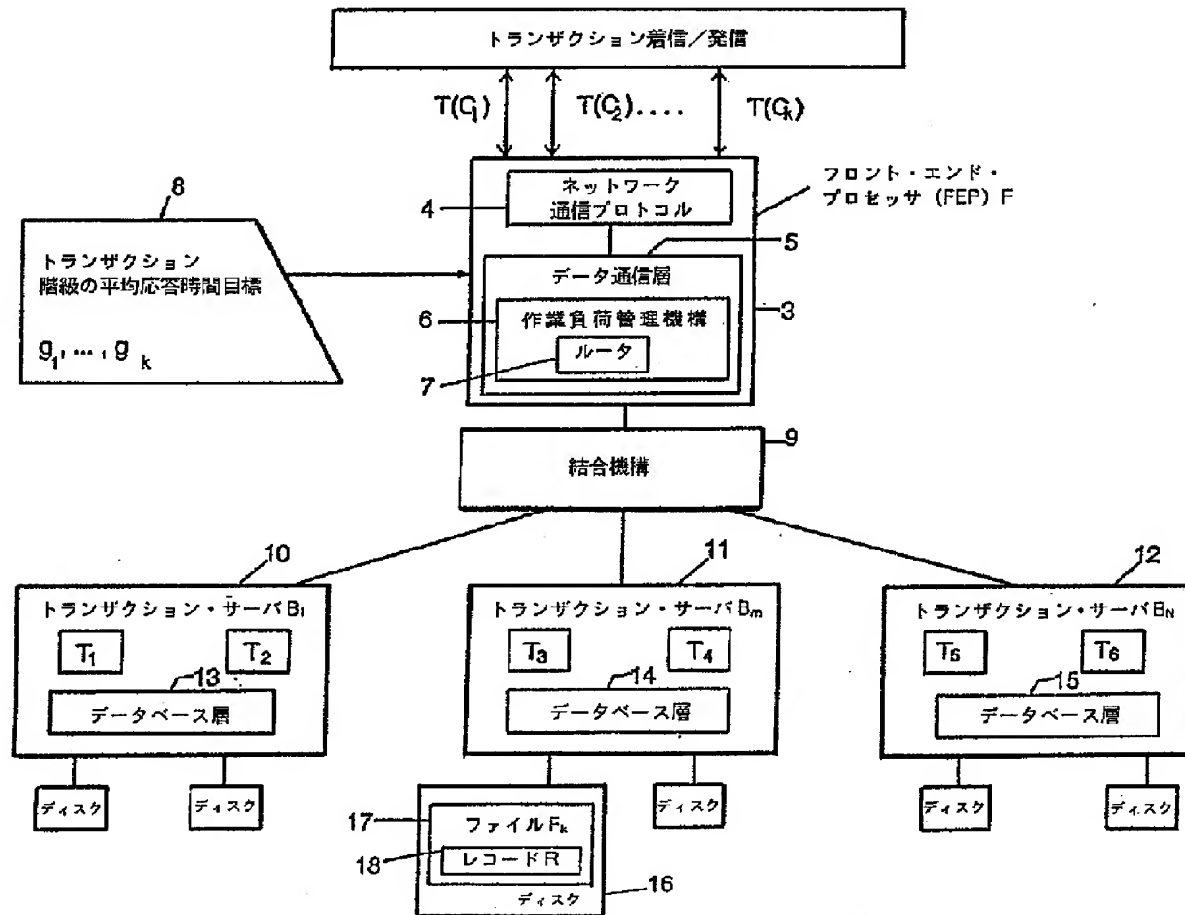 トランザクション着信/発信
T(C1)
T(C2)....
T(Ck)
フロント・エンド・
プロセッサ (FEP) F
8
ネットワーク
通信プロトコル
4
5
トランザクション
階級の平均応答時間目標
g1, ..., gk
データ通信層
3
6
作業負荷管理機構
ルータ
7
9
結合機構
10
11
12
トランザクション・サーバB1
トランザクション・サーバBm
トランザクション・サーバBN
T1
T2
T3
T4
T5
T6
13
14
15
データベース層
データベース層
データベース層
ディスク
ディスク
ディスク
ディスク
ディスク
17
ファイルFk
18
レコードR
ディスク
16